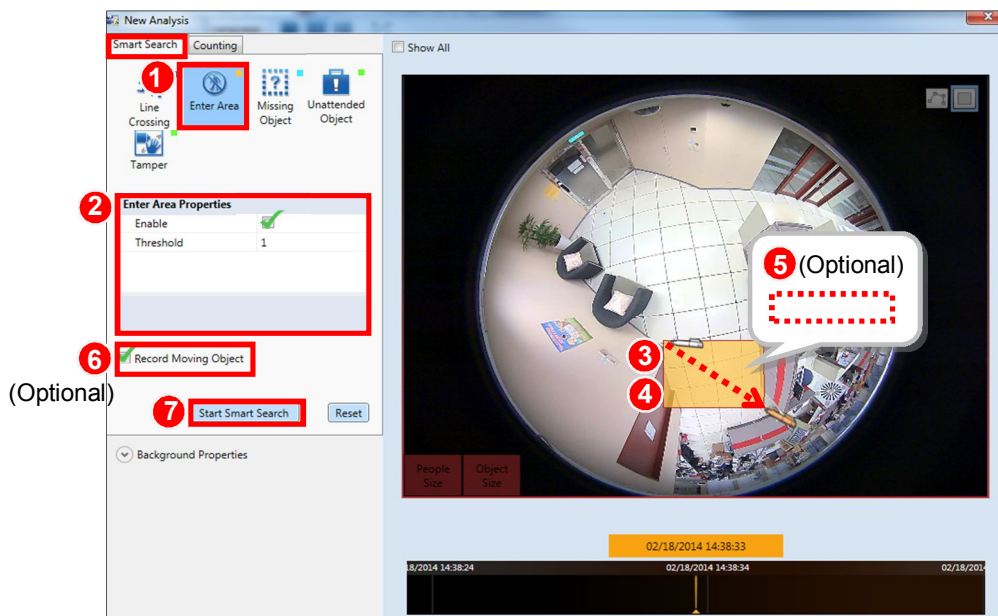 New Analysis
Smart Search
Counting
Show All
1
Line
Crossing
Enter Area
Missing
Object
Unattended
Object
Tamper
2
Enter Area Properties
Enable
Threshold
1
5 (Optional)
3
4
6
Record Moving Object
(Optional)
7
Start Smart Search
Reset
Background Properties
People
Size
Object
Size
02/18/2014 14:38:33
18/2014 14:38:24
02/18/2014 14:38:34
02/18/2014